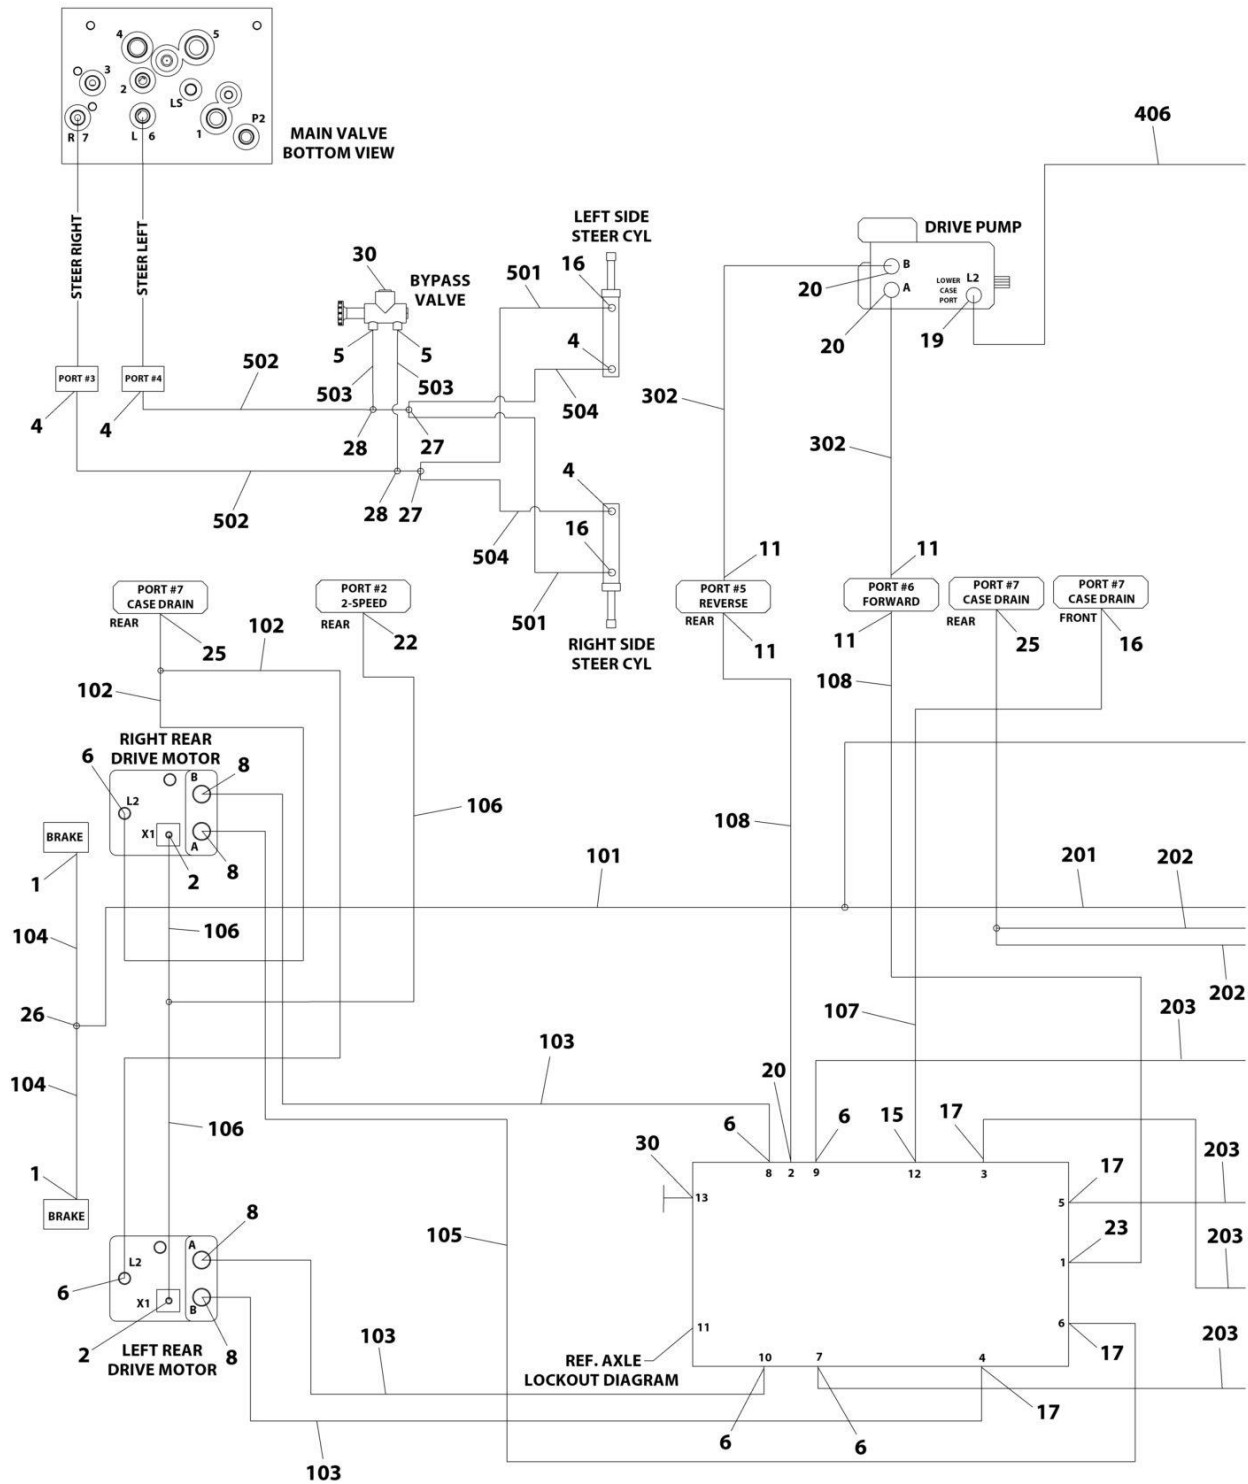 4
5
3
2
LS
R 7
L 6
1
P2
MAIN VALVE
BOTTOM VIEW
406
STEER RIGHT
STEER LEFT
LEFT SIDE
STEER CYL
DRIVE PUMP
30
BYPASS
VALVE
501
16
B
20
A
LOWER
CASE
PORT
L2
20
19
5
5
4
502
503
503
504
302
PORT #3
PORT #4
4
4
28
27
302
4
502
28
27
16
504
11
11
501
PORT #7
CASE DRAIN
REAR
PORT #2
2-SPEED
REAR
PORT #5
REVERSE
REAR
PORT #6
FORWARD
PORT #7
CASE DRAIN
REAR
PORT #7
CASE DRAIN
FRONT
RIGHT SIDE
STEER CYL
25
102
22
11
11
25
16
102
108
RIGHT REAR
DRIVE MOTOR
6
B
8
L2
106
X1
A
BRAKE
108
1
2
8
101
201
202
104
106
202
26
107
203
103
104
20
106
6
6
15
17
30
8
2
9
12
3
203
1
13
17
5
BRAKE
8
105
23
A
1
203
L2
6
X1
B
6
11
203
2
8
LEFT REAR
DRIVE MOTOR
103
REF. AXLE
LOCKOUT DIAGRAM
10
7
4
17
17
6
6
103